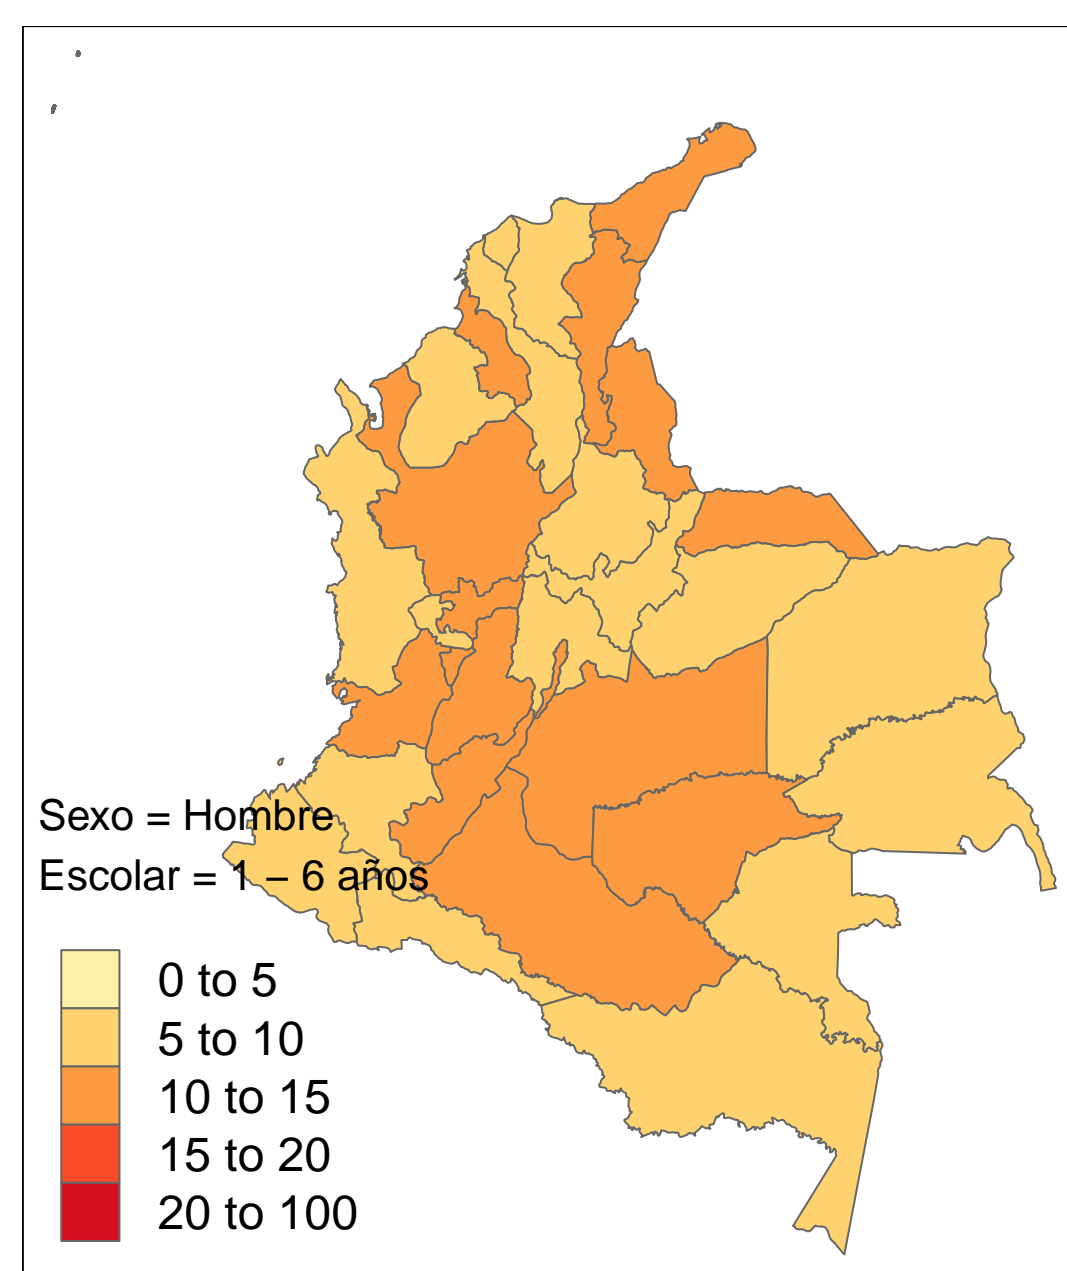 Sexo = Hombre
Escolar = 1 – 6 años
0 to 5
5 to 10
10 to 15
15 to 20
20 to 100